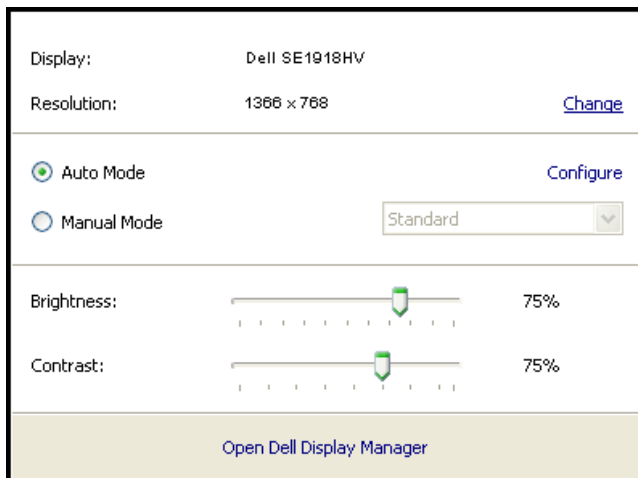 Display: Dell SE1918HV
Resolution: 1366 x 768 Change
Auto Mode Configure
Manual Mode Standard
Brightness: 75%
Contrast: 75%
Open Dell Display Manager